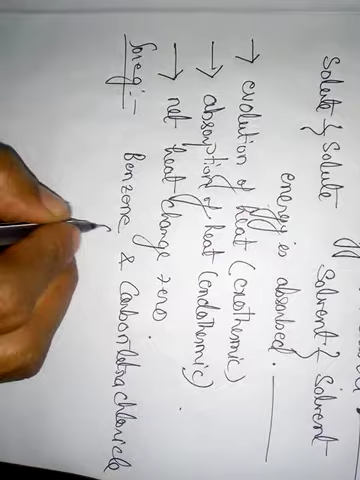 Solute & Solute Solvent & Solvent
energy is absorbed.
→ evolution of heat (exothermic)
→ absorption of heat (endothermic)
→ net heat change zero.
for eg:-
Benzene & Carbontetrachloride